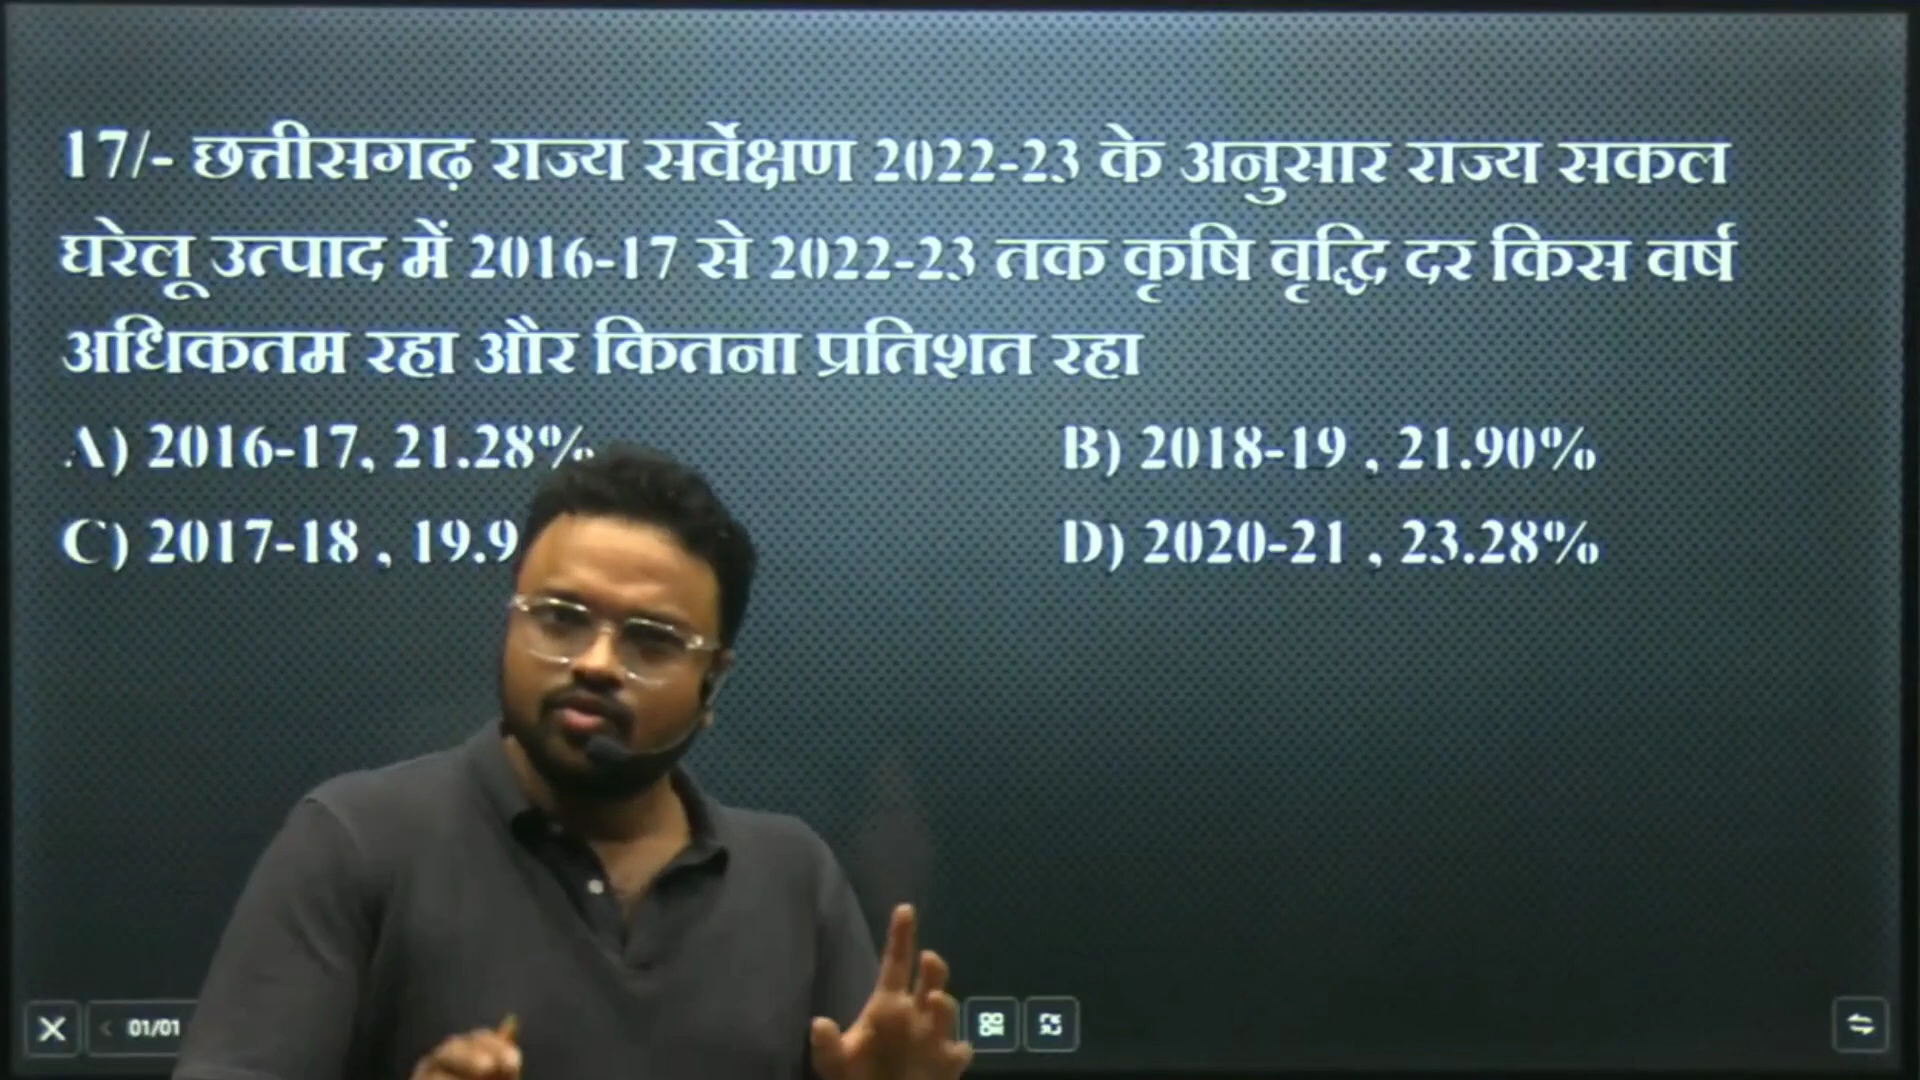 17/- छत्तीसगढ़ राज्य सर्वेक्षण 2022-23 के अनुसार राज्य सकल
घरेलू उत्पाद में 2016-17 से 2022-23 तक कृषि वृद्धि दर किस वर्ष
अधिकतम रहा और कितना प्रतिशत रहा
A) 2016-17, 21.28%
B) 2018-19 , 21.90%
C) 2017-18 , 19.9
D) 2020-21 , 23.28%
01/01